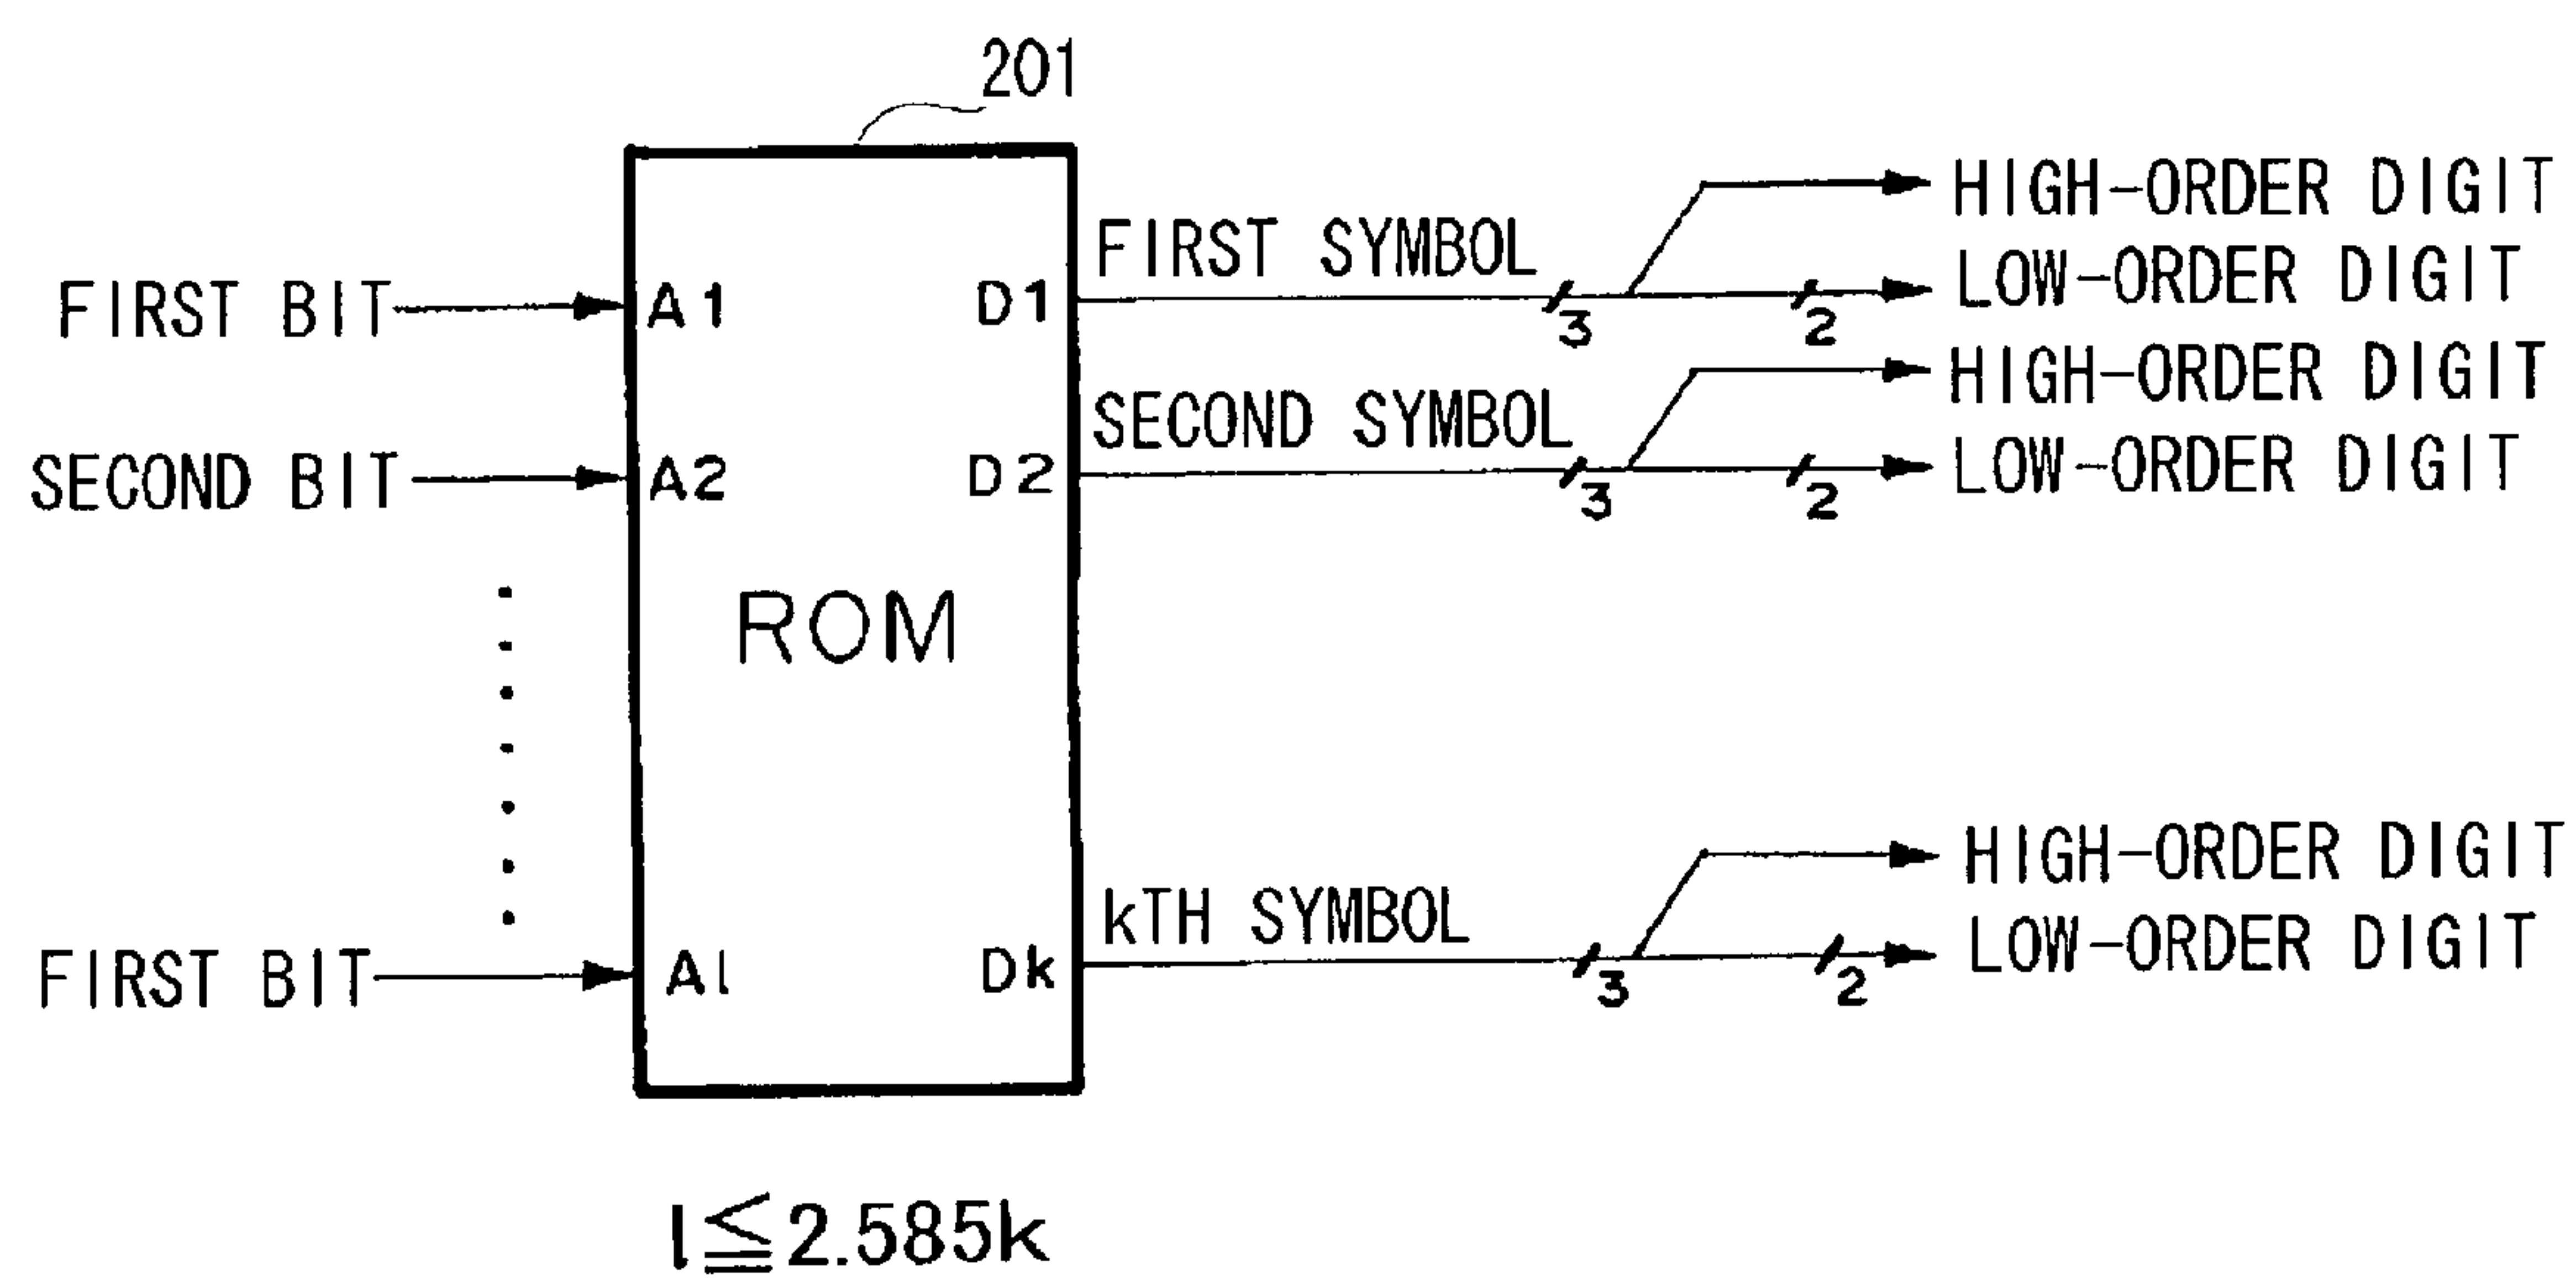 201
HIGH-ORDER DIGIT
FIRST SYMBOL
FIRST BIT
A1
D1
3
2
LOW-ORDER DIGIT
HIGH-ORDER DIGIT
SECOND SYMBOL
SECOND BIT
A2
D2
3
2
LOW-ORDER DIGIT
ROM
HIGH-ORDER DIGIT
kTH SYMBOL
FIRST BIT
Al
Dk
3
2
LOW-ORDER DIGIT
l≦2.585k